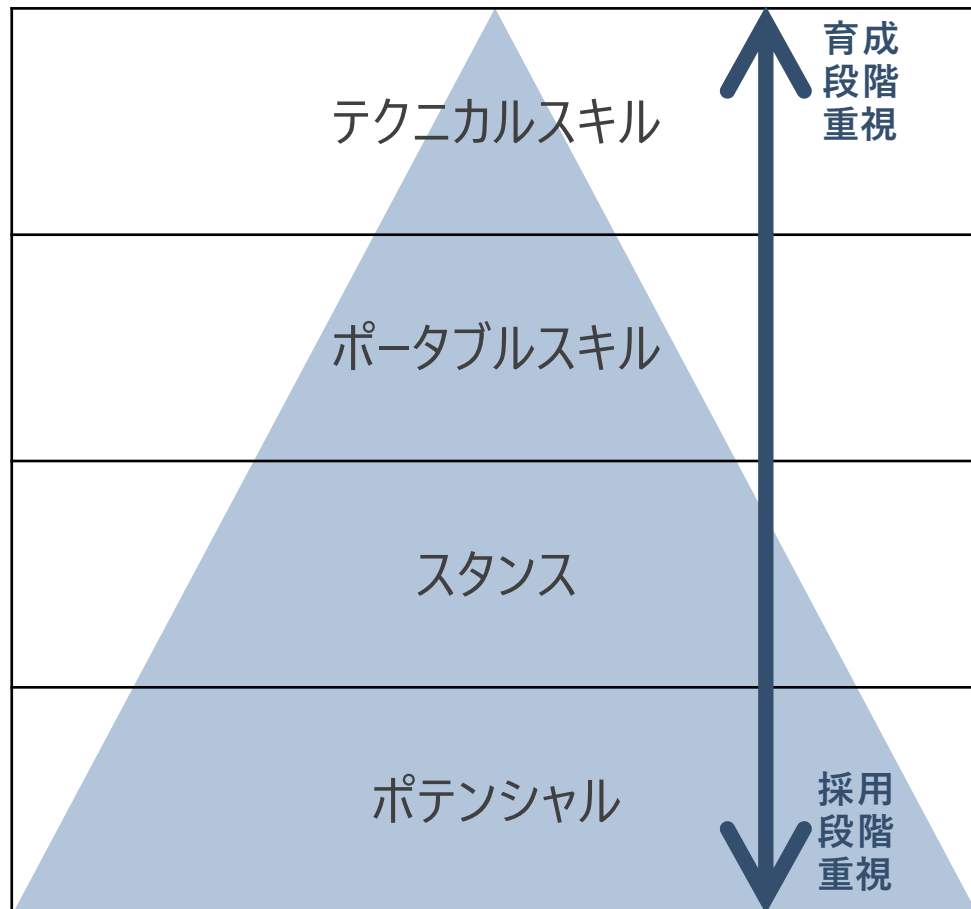 育成
段階
重視
テクニカルスキル
ポータブルスキル
スタンス
ポテンシャル
採用
段階
重視